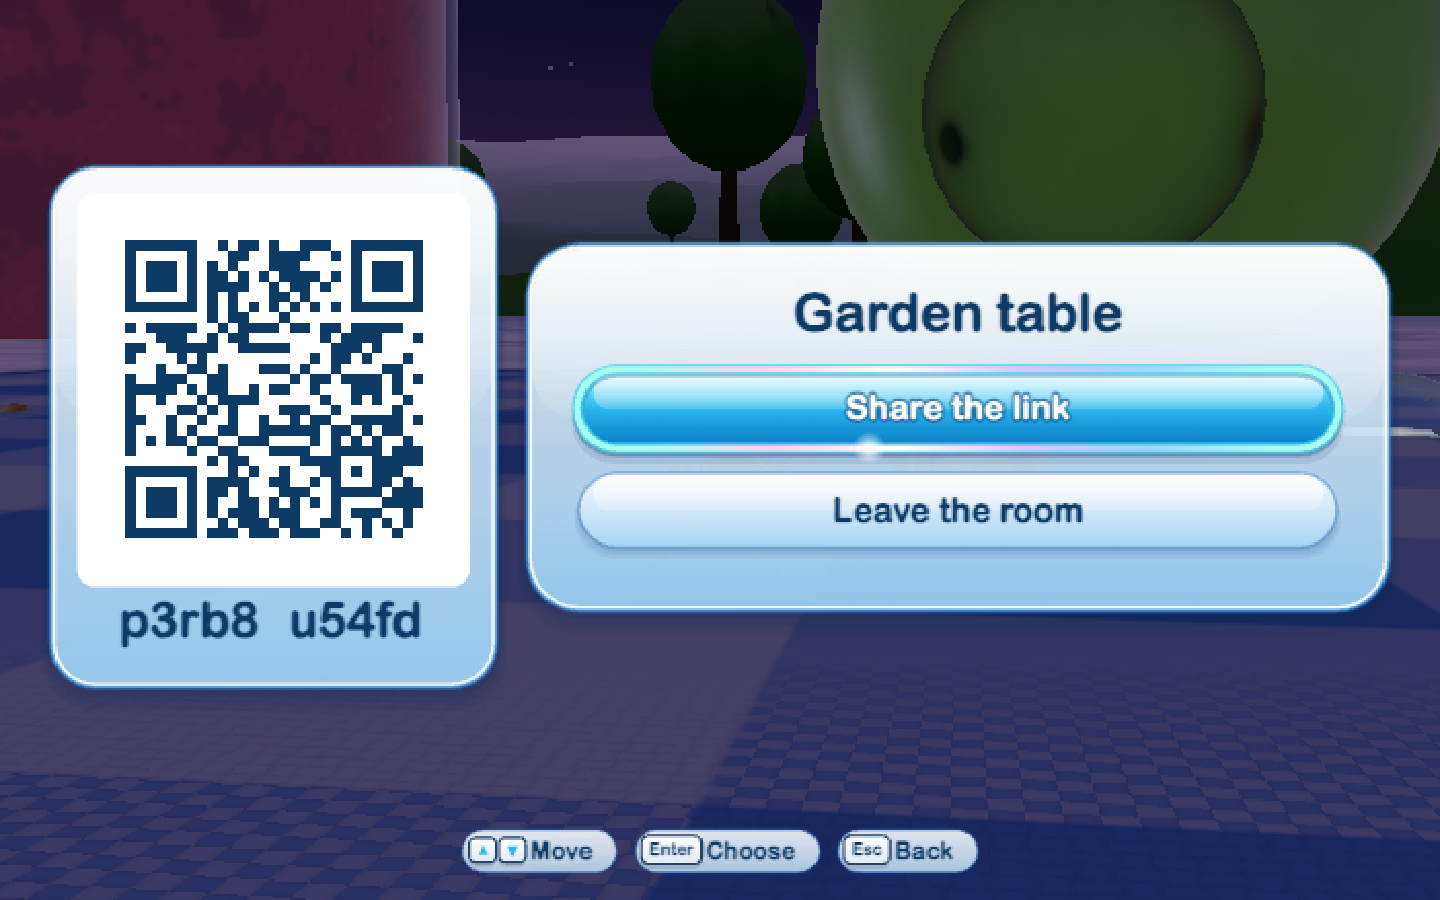 p3rb8 u54fd
Garden table
Share the link
Leave the room
Move
Enter Choose
Esc Back